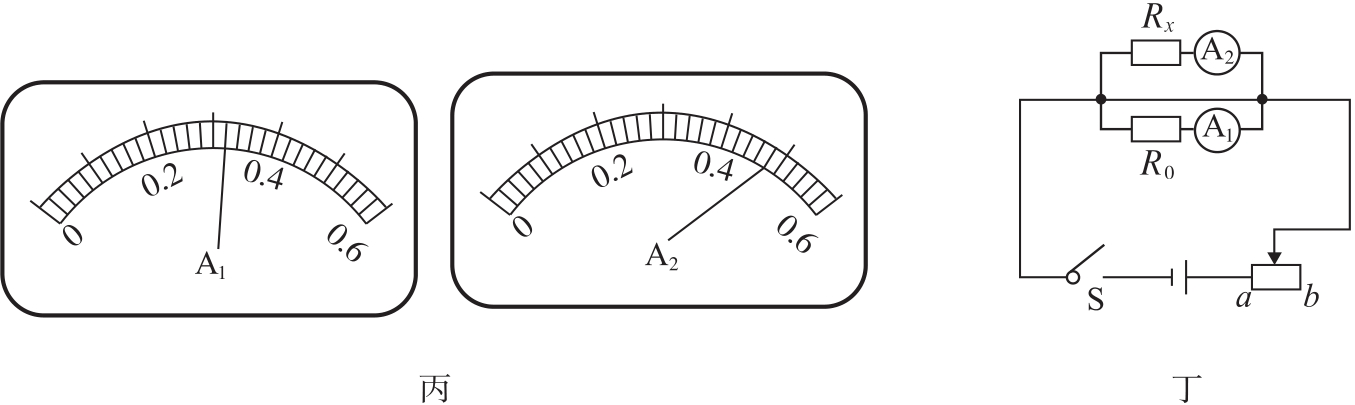 0 0.2 0.4 0.6
A₁
0 0.2 0.4 0.6
A₂
丙
Rₓ
A₂
A₁
R₀
S
a b
丁